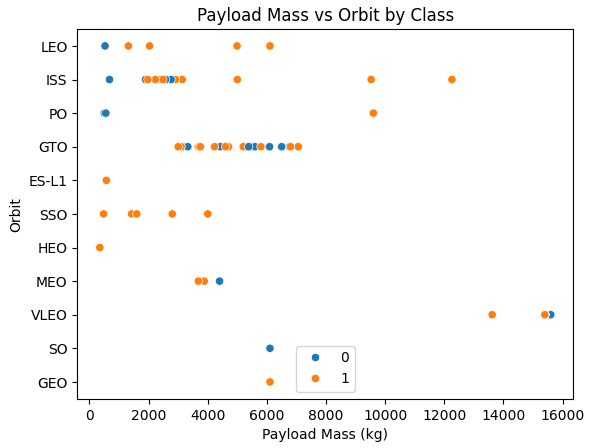 Payload Mass vs Orbit by Class
Orbit
LEO
ISS
PO
GTO
ES-L1
SSO
HEO
MEO
VLEO
SO
GEO
0
1
0 2000 4000 6000 8000 10000 12000 14000 16000
Payload Mass (kg)